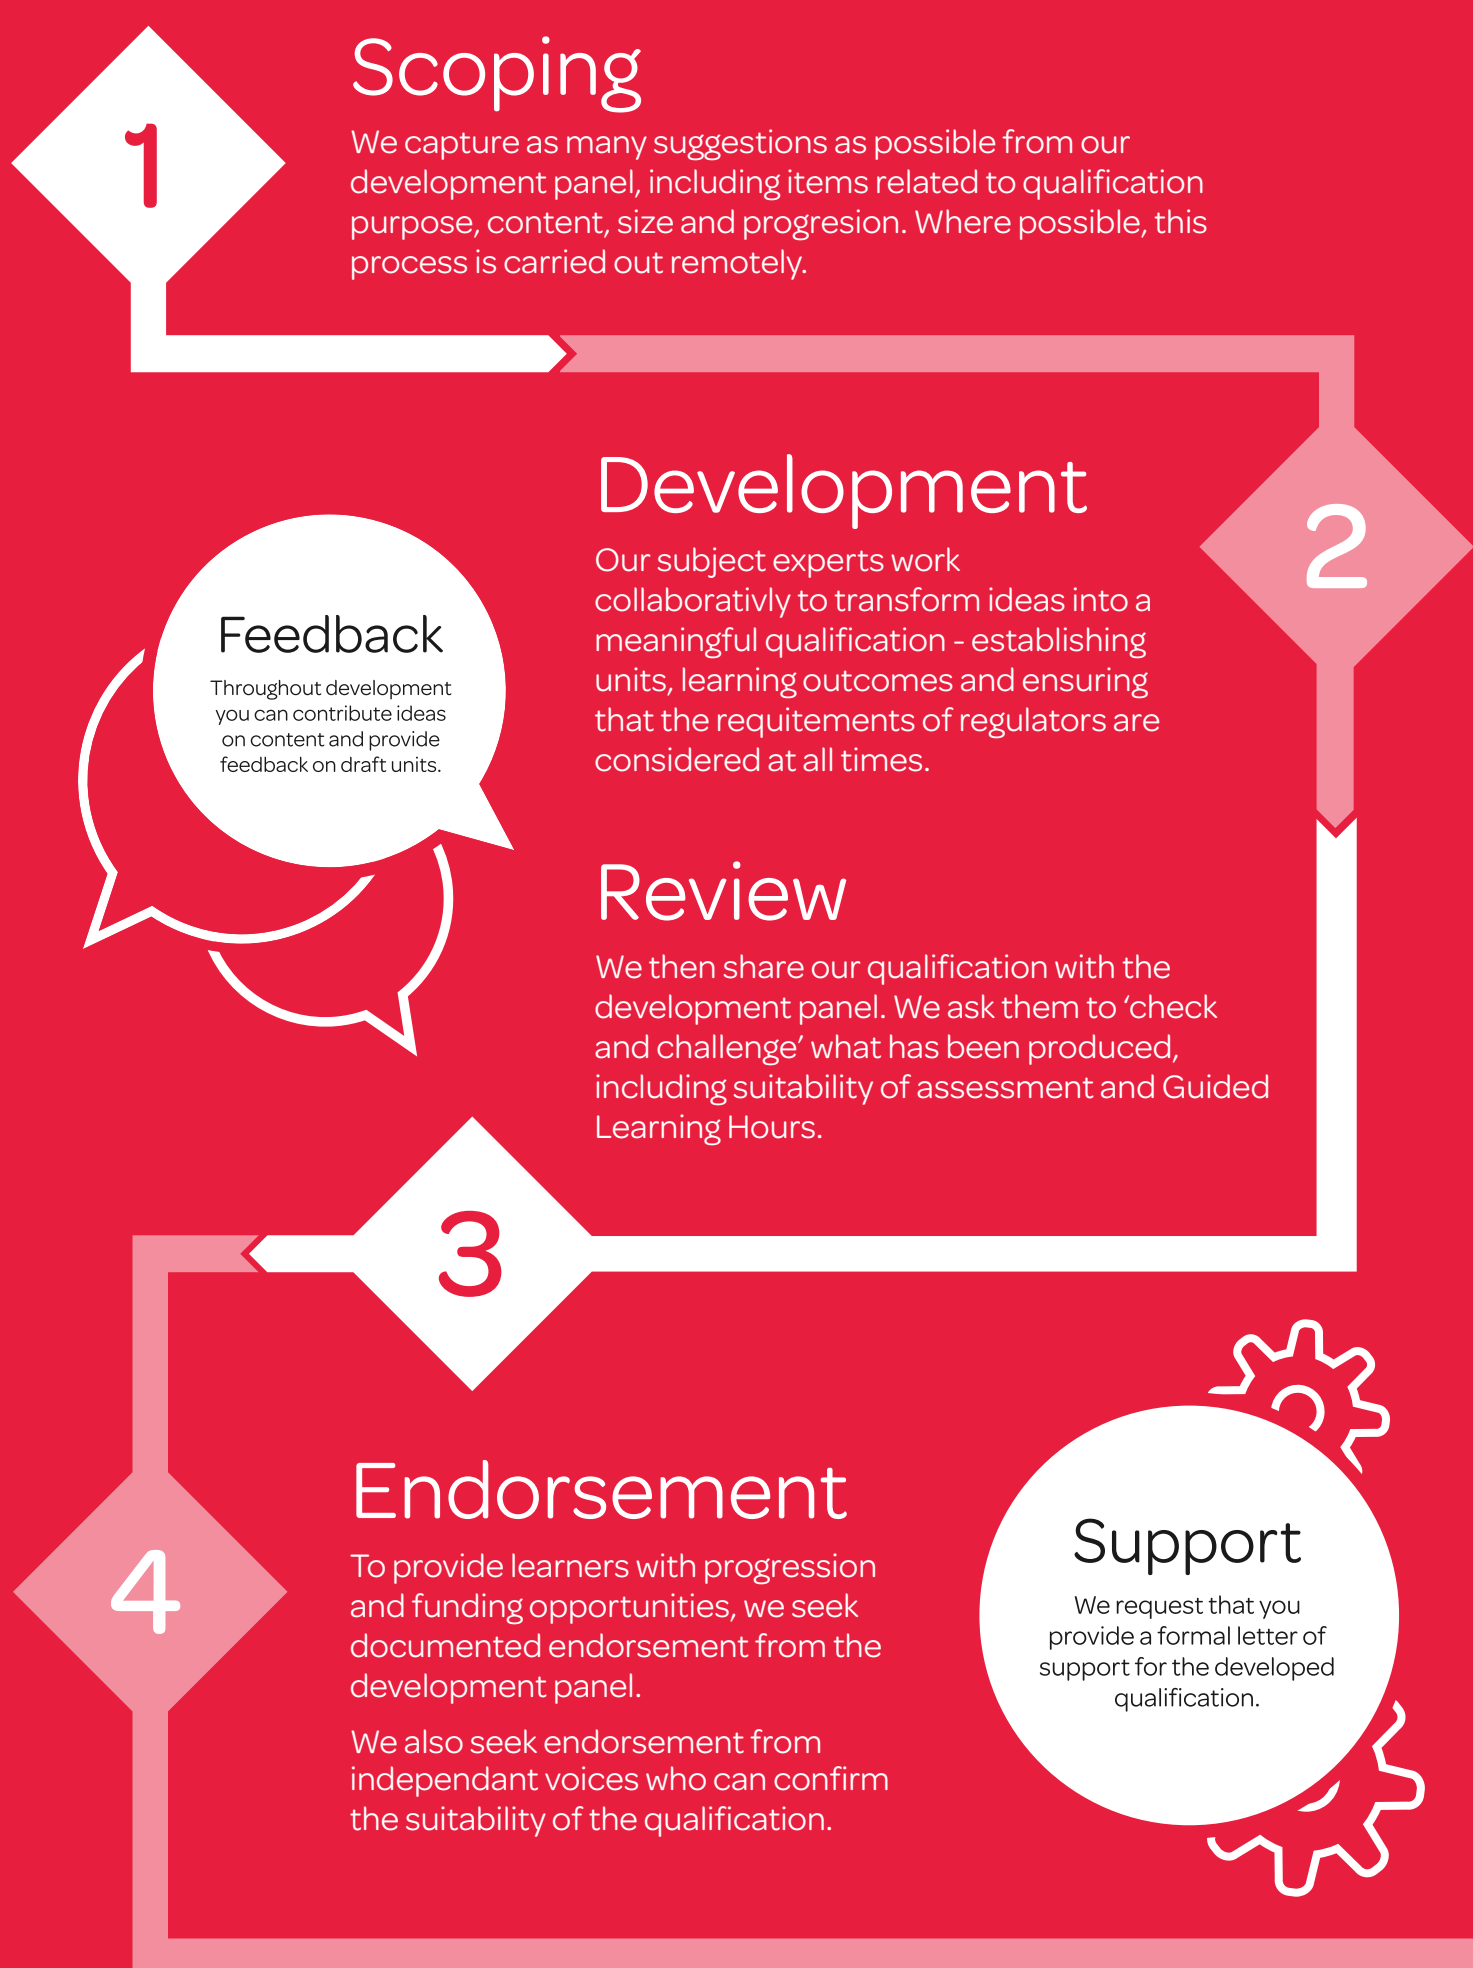 1
Scoping
We capture as many suggestions as possible from our
development panel, including items related to qualification
purpose, content, size and progresion. Where possible, this
process is carried out remotely.
2
Development
Our subject experts work
collaborativly to transform ideas into a
meaningful qualification - establishing
units, learning outcomes and ensuring
that the requitements of regulators are
considered at all times.
Feedback
Throughout development
you can contribute ideas
on content and provide
feedback on draft units.
Review
We then share our qualification with the
development panel. We ask them to ‘check
and challenge’ what has been produced,
including suitability of assessment and Guided
Learning Hours.
3
4
Endorsement
To provide learners with progression
and funding opportunities, we seek
documented endorsement from the
development panel.
We also seek endorsement from
independant voices who can confirm
the suitability of the qualification.
Support
We request that you
provide a formal letter of
support for the developed
qualification.